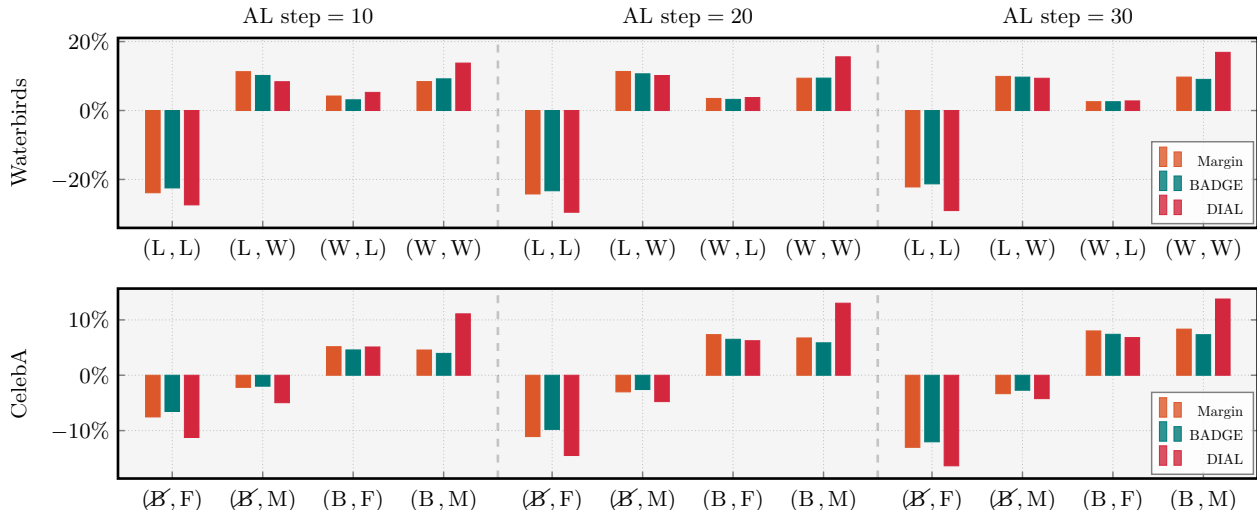 AL step = 10 AL step = 20 AL step = 30
Waterbirds
20%
0%
−20%
Margin
BADGE
DIAL
(L , L) (L , W) (W , L) (W , W) (L , L) (L , W) (W , L) (W , W) (L , L) (L , W) (W , L) (W , W)
CelebA
10%
0%
−10%
Margin
BADGE
DIAL
(B̸ , F) (B̸ , M) (B , F) (B , M) (B̸ , F) (B̸ , M) (B , F) (B , M) (B̸ , F) (B̸ , M) (B , F) (B , M)